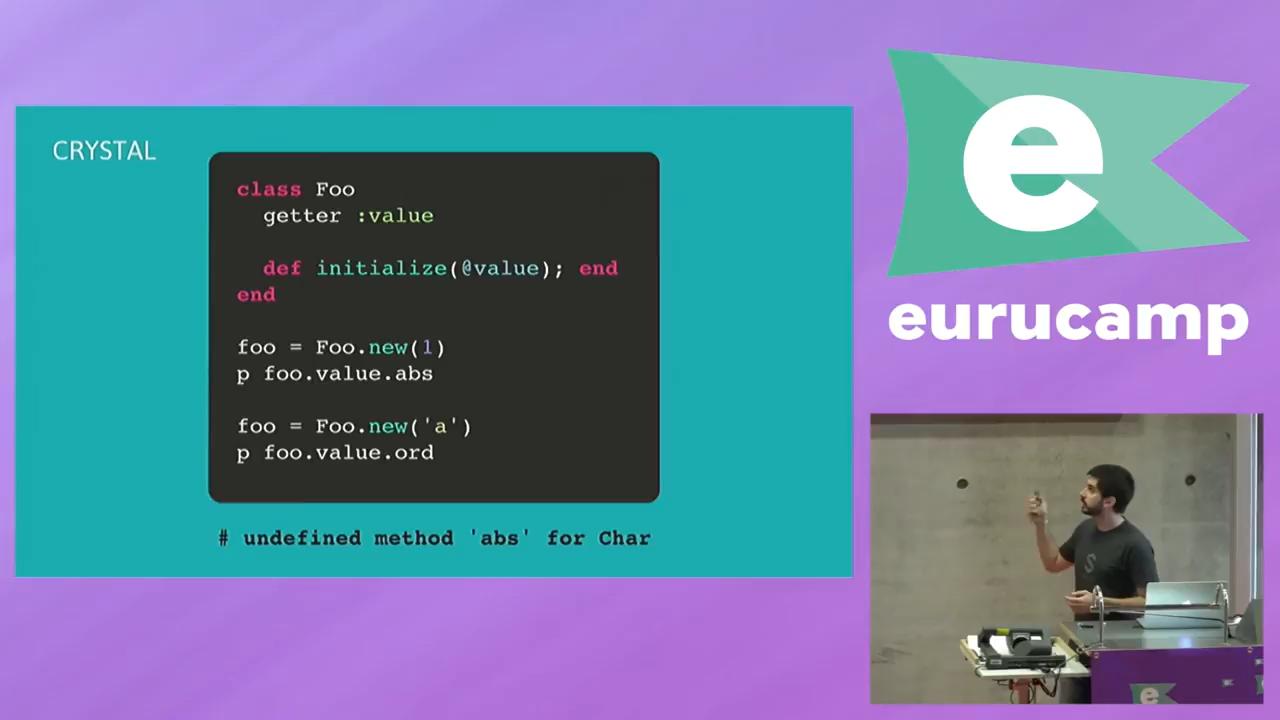 CRYSTAL
class Foo
  getter :value

  def initialize(@value); end
end

foo = Foo.new(1)
p foo.value.abs

foo = Foo.new('a')
p foo.value.ord
# undefined method 'abs' for Char
e
eurucamp
S
e